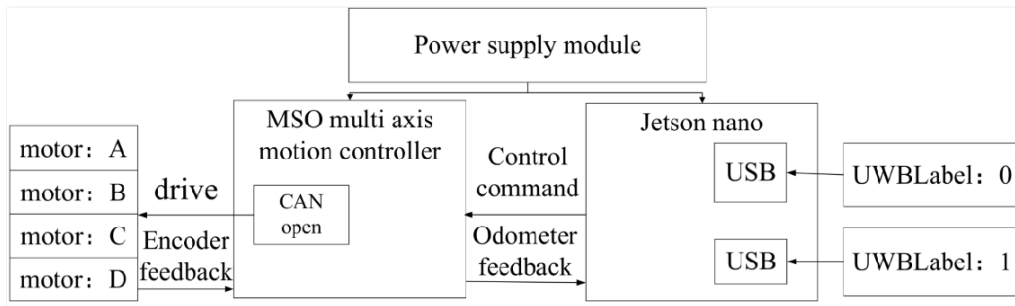 Power supply module
MSO multi axis
motion controller
Jetson nano
motor：A
motor：B
motor：C
motor：D
drive
Encoder
feedback
CAN
open
Control
command
Odometer
feedback
USB
USB
UWBLabel：0
UWBLabel：1